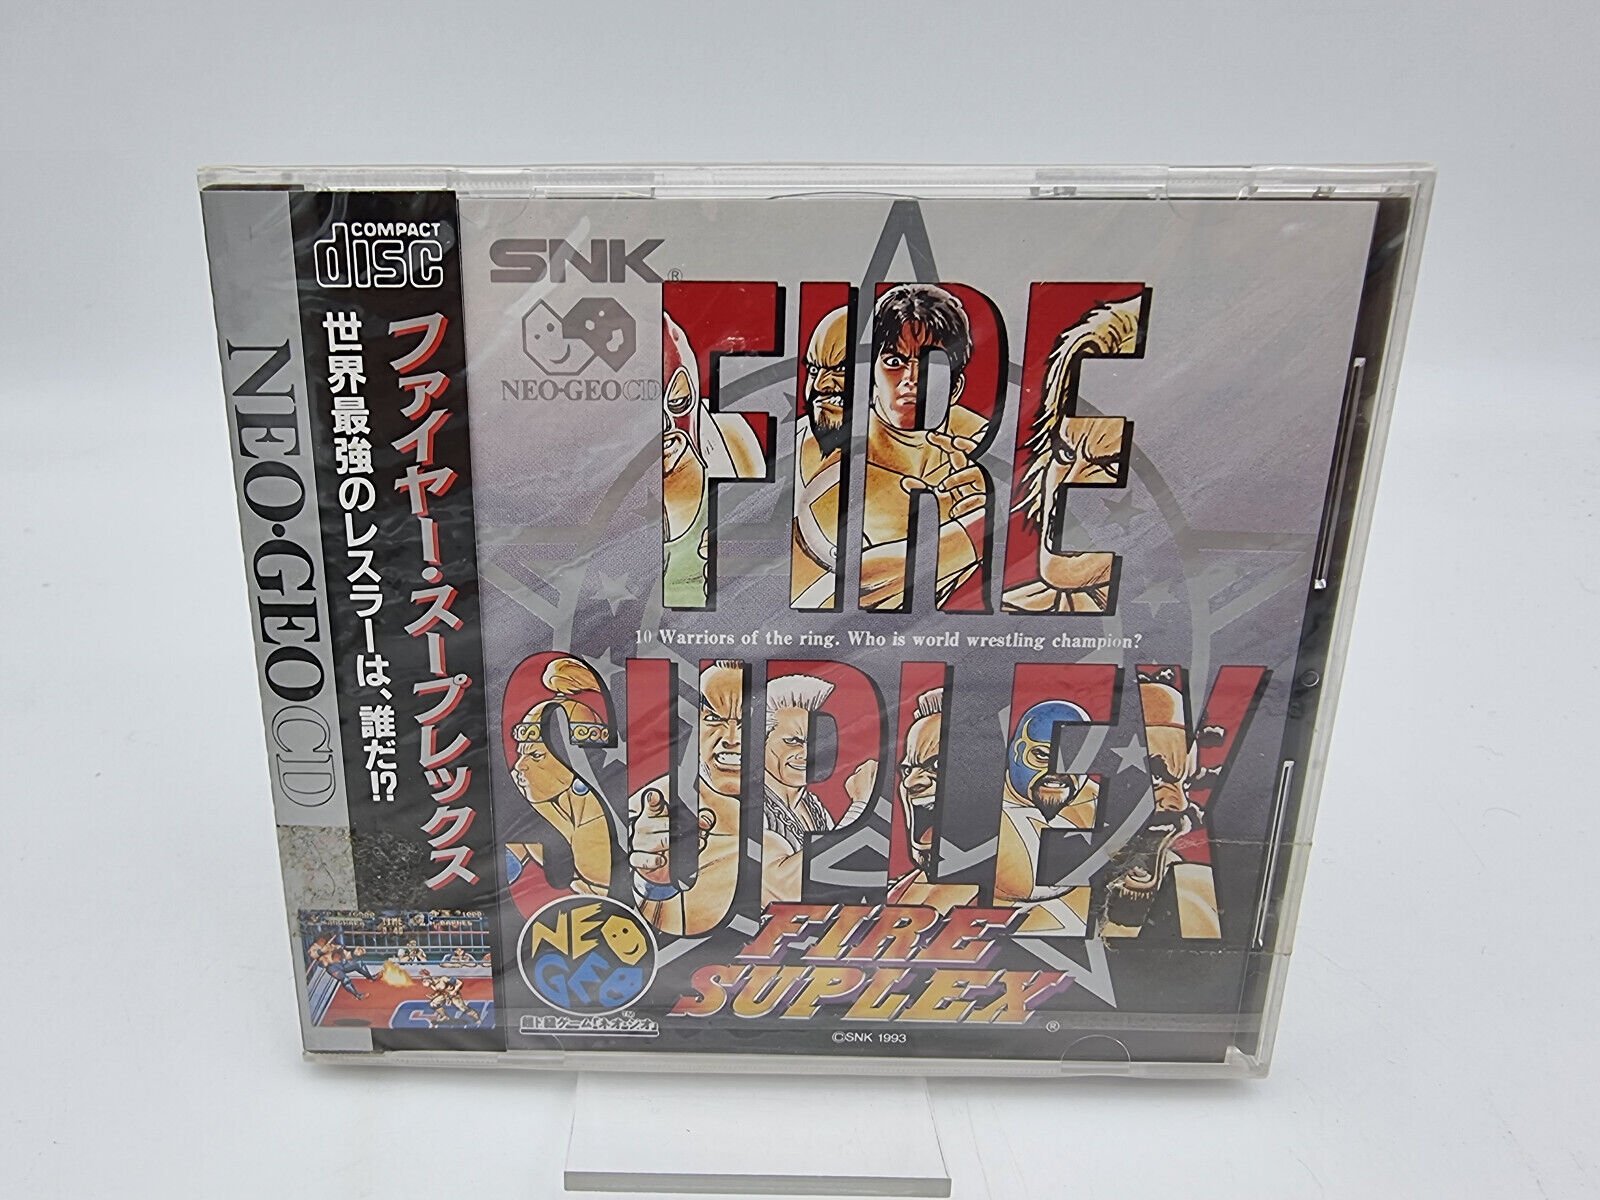 COMPACT
disc
ファイヤー・スープレックス
世界最強のレスラーは、誰だ!?
NEO・GEO CD
SNK®
NEO・GEO CD
FIRE
10 Warriors of the ring. Who is world wrestling champion?
SUPLEX
NEO
GEO
TM
FIRE
SUPLEX®
©SNK 1993